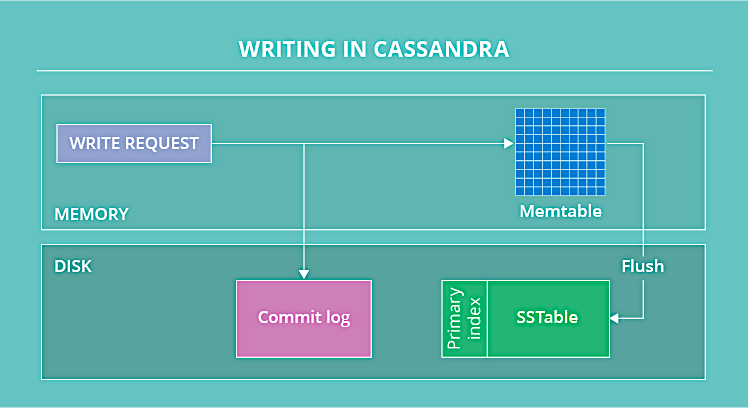 WRITING IN CASSANDRA
WRITE REQUEST
Memtable
MEMORY
DISK
Flush
Commit log
Primary
index
SSTable